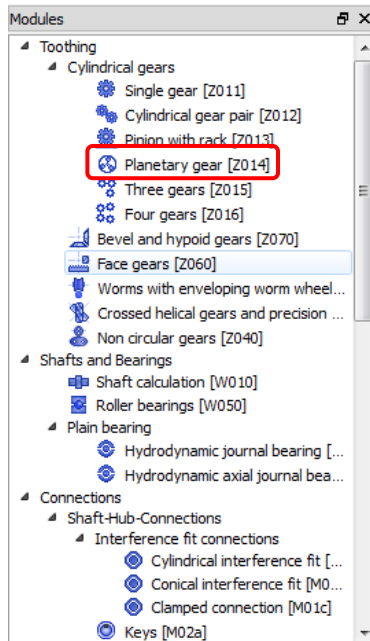 Modules
Toothing
Cylindrical gears
Single gear [Z011]
Cylindrical gear pair [Z012]
Pinion with rack [Z013]
Planetary gear [Z014]
Three gears [Z015]
Four gears [Z016]
Bevel and hypoid gears [Z070]
Face gears [Z060]
Worms with enveloping worm wheel...
Crossed helical gears and precision ...
Non circular gears [Z040]
Shafts and Bearings
Shaft calculation [W010]
Roller bearings [W050]
Plain bearing
Hydrodynamic journal bearing [...
Hydrodynamic axial journal bea...
Connections
Shaft-Hub-Connections
Interference fit connections
Cylindrical interference fit [...
Conical interference fit [M0...
Clamped connection [M01c]
Keys [M02a]